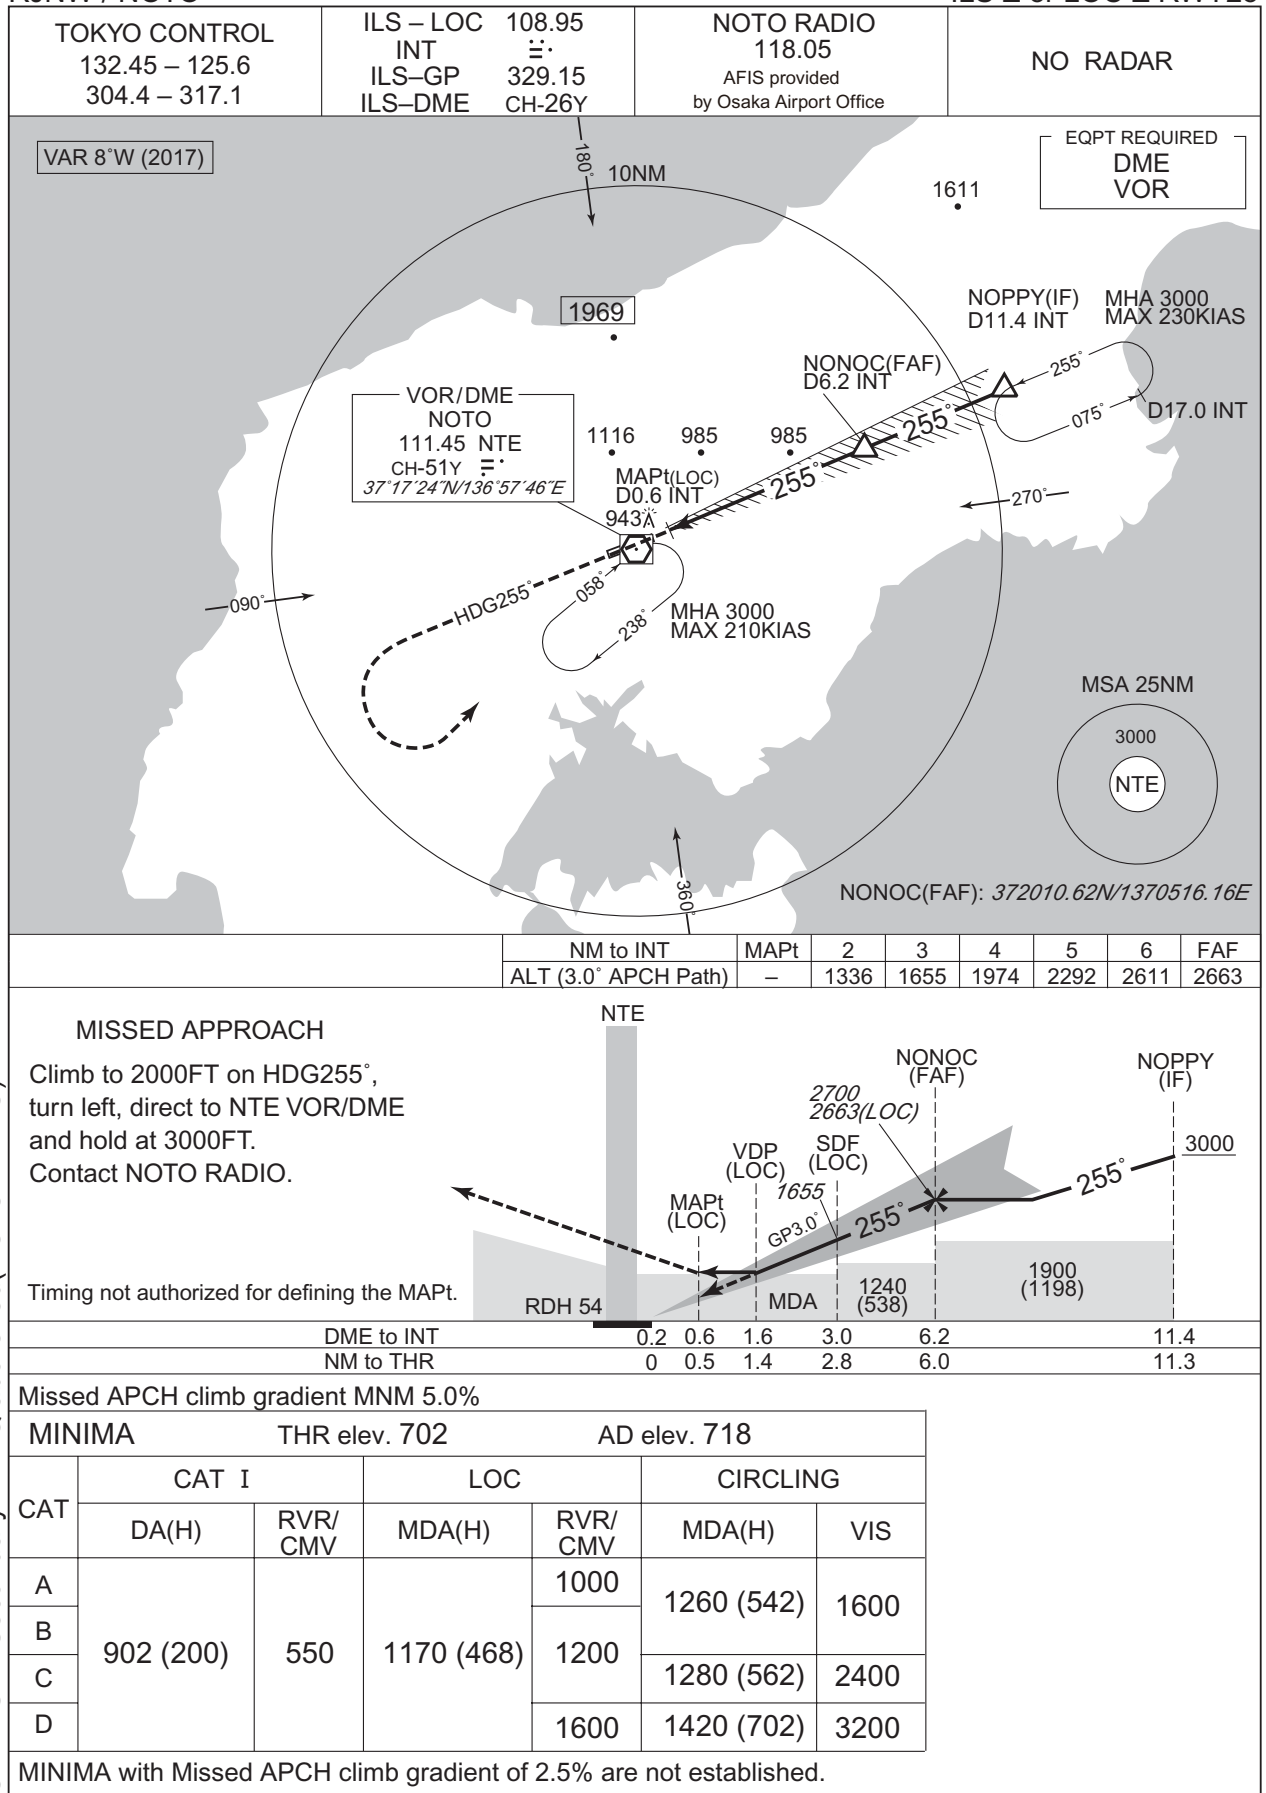 TOKYO CONTROL
132.45 – 125.6
304.4 – 317.1
ILS – LOC 108.95
INT
ILS–GP 329.15
ILS–DME CH-26Y
NOTO RADIO
118.05
AFIS provided
by Osaka Airport Office
NO RADAR
VAR 8°W (2017)
EQPT REQUIRED
DME
VOR
180°
10NM
1611
1969
NOPPY(IF)
D11.4 INT
MHA 3000
MAX 230KIAS
255°
075°
D17.0 INT
NONOC(FAF)
D6.2 INT
255°
255°
VOR/DME
NOTO
111.45 NTE
CH-51Y
37°17′24″N/136°57′46″E
1116
985
985
MAPt(LOC)
D0.6 INT
943
270°
090°
HDG255°
058°
238°
MHA 3000
MAX 210KIAS
MSA 25NM
3000
NTE
360°
NONOC(FAF): 372010.62N/1370516.16E
NM to INT MAPt 2 3 4 5 6 FAF
ALT (3.0° APCH Path) – 1336 1655 1974 2292 2611 2663
MISSED APPROACH
Climb to 2000FT on HDG255°,
turn left, direct to NTE VOR/DME
and hold at 3000FT.
Contact NOTO RADIO.
Timing not authorized for defining the MAPt.
NTE
NONOC
(FAF)
NOPPY
(IF)
2700
2663(LOC)
3000
VDP
(LOC)
SDF
(LOC)
1655
MAPt
(LOC)
GP3.0°
255°
255°
RDH 54
MDA
1240
(538)
1900
(1198)
DME to INT 0.2 0.6 1.6 3.0 6.2 11.4
NM to THR 0 0.5 1.4 2.8 6.0 11.3
Missed APCH climb gradient MNM 5.0%
MINIMA THR elev. 702 AD elev. 718
CAT
CAT I LOC CIRCLING
DA(H) RVR/CMV MDA(H) RVR/CMV MDA(H) VIS
A
B
C
D
902 (200) 550 1170 (468)
1000
1200
1600
1260 (542) 1600
1280 (562) 2400
1420 (702) 3200
MINIMA with Missed APCH climb gradient of 2.5% are not established.